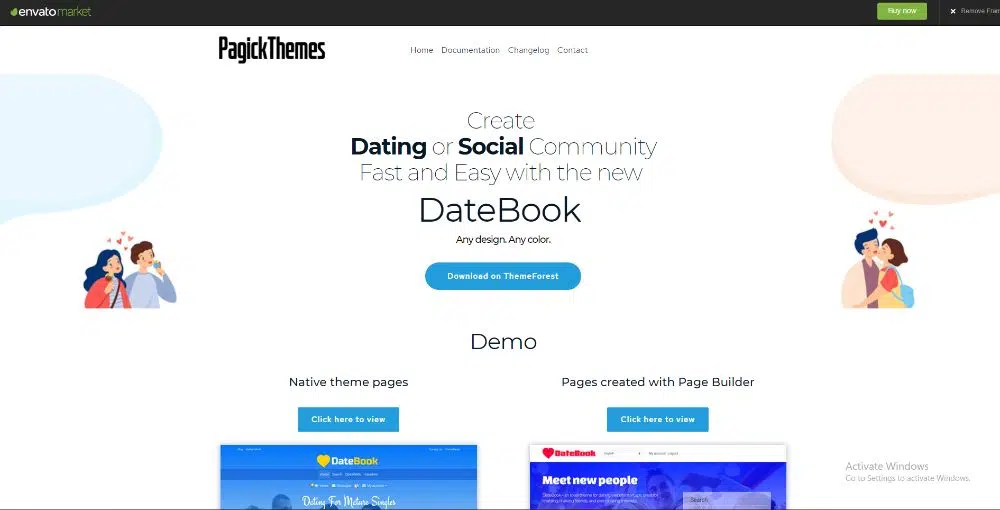 envato market
Buy now
Remove Fram
PagickThemes
Home Documentation Changelog Contact
Create
Dating or Social Community
Fast and Easy with the new
DateBook
Any design. Any color.
Download on ThemeForest
Demo
Native theme pages
Pages created with Page Builder
Click here to view
Click here to view
DateBook
Dating For Mature Singles
DateBook
Meet new people
Search
Activate Windows
Go to Settings to activate Windows.